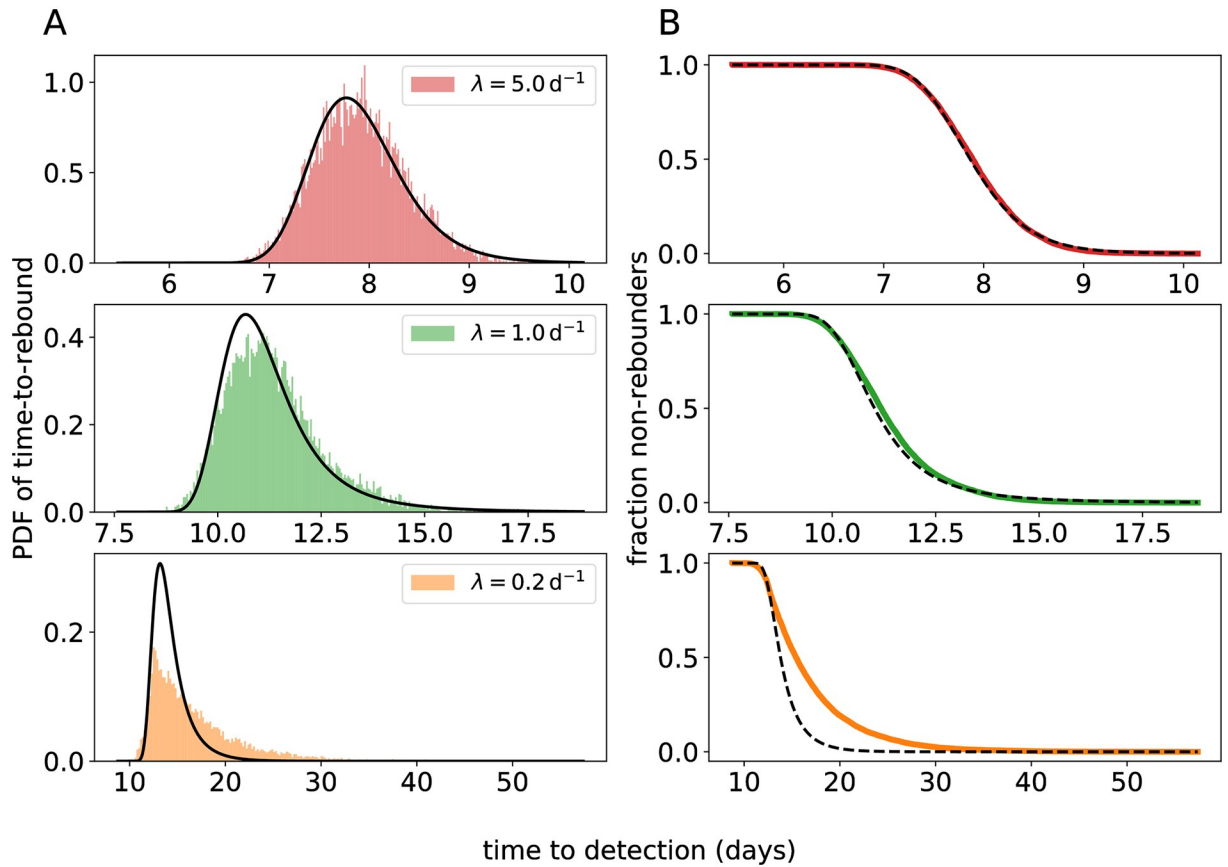 A
B
PDF of time-to-rebound
fraction non-rebounders
λ = 5.0 d⁻¹
1.0
0.5
0.0
6 7 8 9 10
1.0
0.5
0.0
6 7 8 9 10
λ = 1.0 d⁻¹
0.4
0.2
0.0
7.5 10.0 12.5 15.0 17.5
1.0
0.5
0.0
7.5 10.0 12.5 15.0 17.5
λ = 0.2 d⁻¹
0.2
0.0
10 20 30 40 50
1.0
0.5
0.0
10 20 30 40 50
time to detection (days)